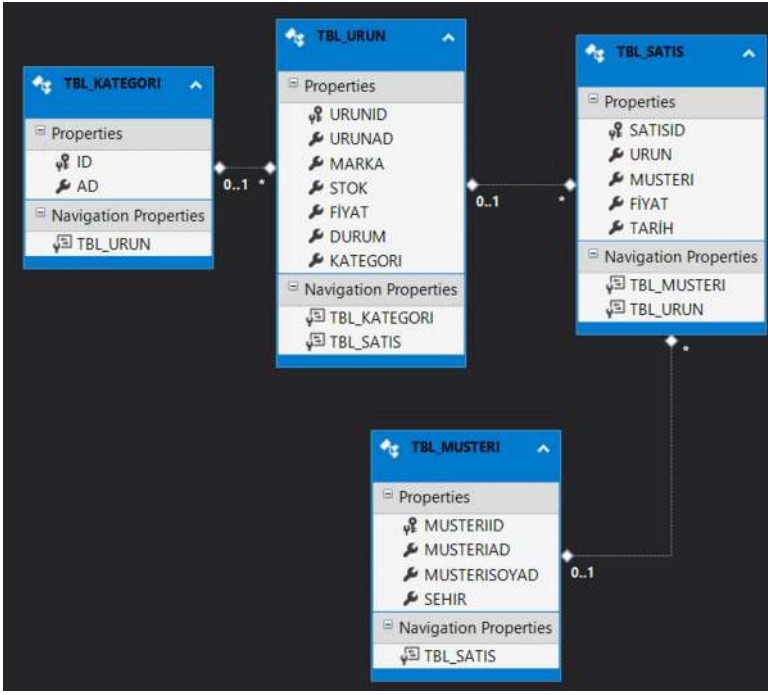 TBL_KATEGORI
Properties
ID
AD
Navigation Properties
TBL_URUN
0..1
*
TBL_URUN
Properties
URUNID
URUNAD
MARKA
STOK
FİYAT
DURUM
KATEGORI
Navigation Properties
TBL_KATEGORI
TBL_SATIS
0..1
*
TBL_SATIS
Properties
SATISID
URUN
MUSTERI
FİYAT
TARİH
Navigation Properties
TBL_MUSTERI
TBL_URUN
*
TBL_MUSTERI
Properties
MUSTERIID
MUSTERIAD
MUSTERISOYAD
SEHIR
Navigation Properties
TBL_SATIS
0..1